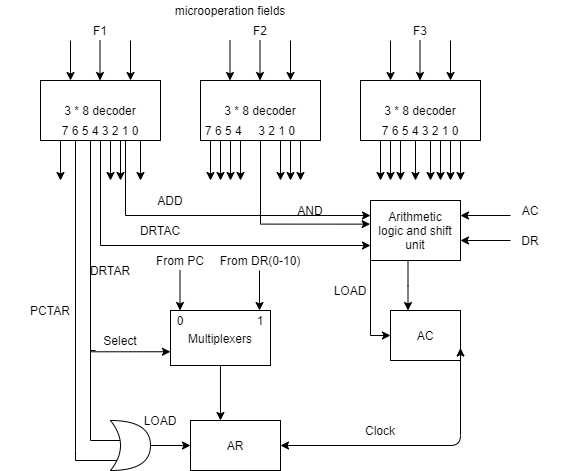 microoperation fields
F1 F2 F3
3 * 8 decoder 3 * 8 decoder 3 * 8 decoder
7 6 5 4 3 2 1 0 7 6 5 4 3 2 1 0 7 6 5 4 3 2 1 0
ADD
AND
AC
Arithmetic
logic and shift
unit
DRTAC
DR
From PC From DR(0-10)
DRTAR
LOAD
PCTAR
0 1
Select
Multiplexers
AC
LOAD
Clock
AR